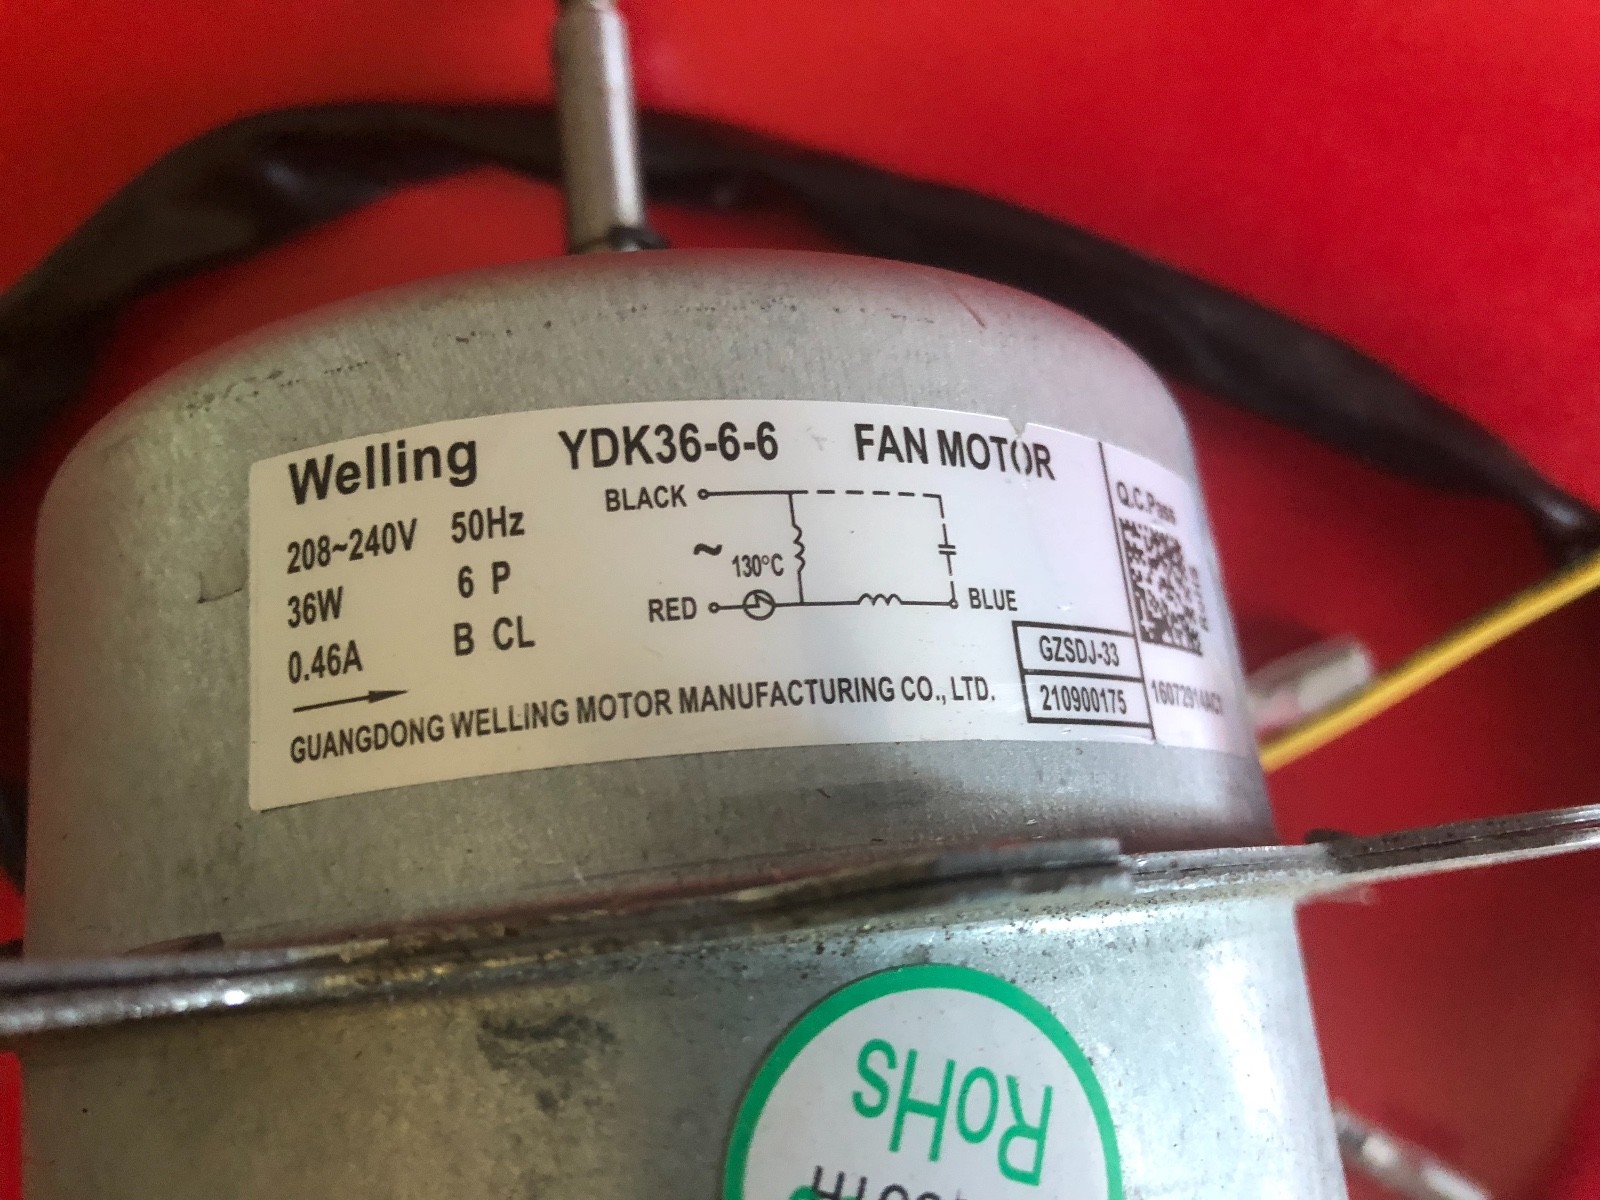 Welling YDK36-6-6 FAN MOTOR
208~240V 50Hz
36W 6 P
0.46A B CL
BLACK
~ 130°C
RED
BLUE
GUANGDONG WELLING MOTOR MANUFACTURING CO., LTD.
GZSDJ-33
210900175
Q.C.Pass
RoHS